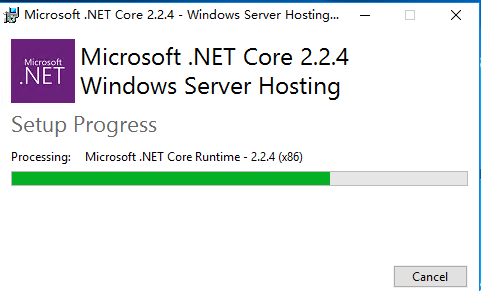 Microsoft .NET Core 2.2.4 - Windows Server Hosting...
Microsoft
.NET
Microsoft .NET Core 2.2.4
Windows Server Hosting
Setup Progress
Processing: Microsoft .NET Core Runtime - 2.2.4 (x86)
Cancel